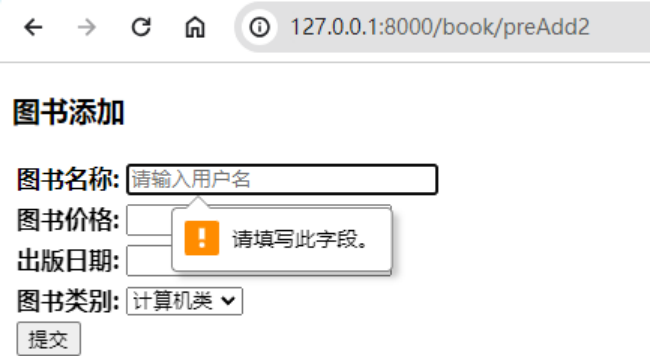 127.0.0.1:8000/book/preAdd2
图书添加
图书名称: 请输入用户名
图书价格:
请填写此字段。
出版日期:
图书类别: 计算机类
提交